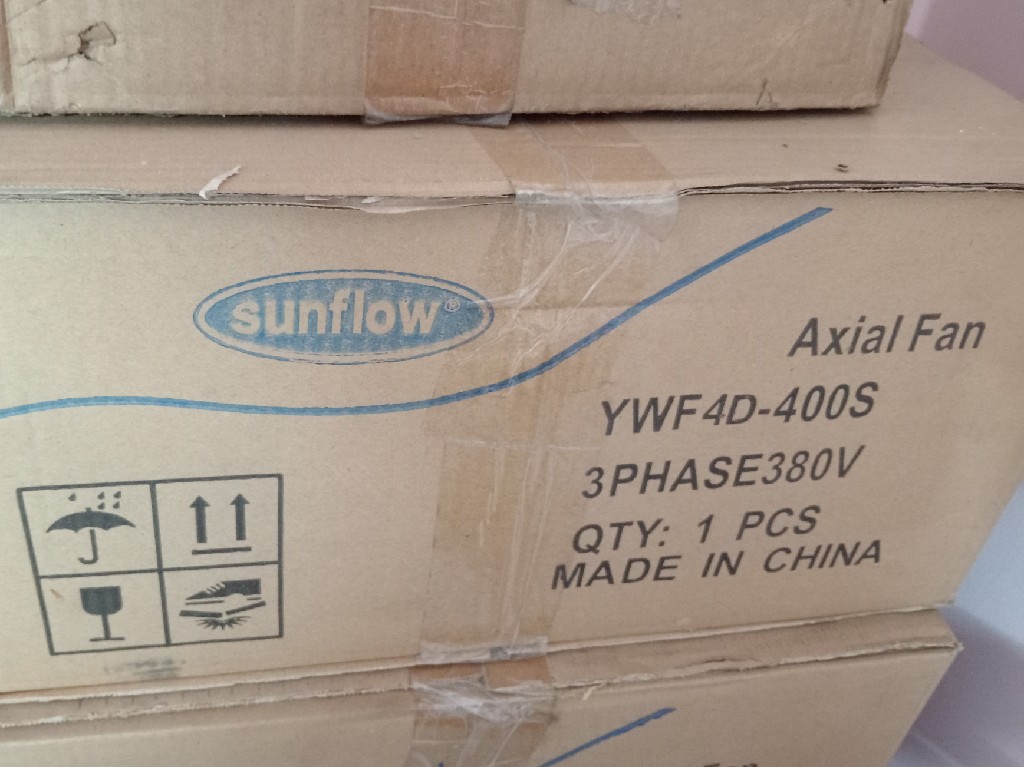 sunflow®
Axial Fan
YWF4D-400S
3PHASE380V
QTY: 1 PCS
MADE IN CHINA